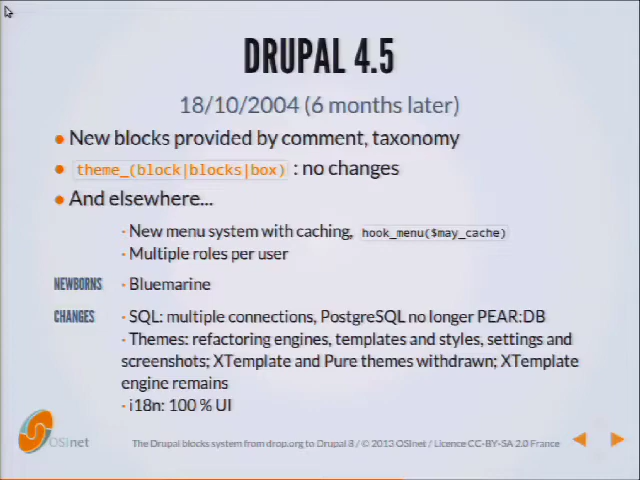 DRUPAL 4.5
18/10/2004 (6 months later)
• New blocks provided by comment, taxonomy
• theme_(block|blocks|box) : no changes
• And elsewhere...
· New menu system with caching, hook_menu($may_cache)
· Multiple roles per user
NEWBORNS · Bluemarine
CHANGES · SQL: multiple connections, PostgreSQL no longer PEAR:DB
· Themes: refactoring engines, templates and styles, settings and
screenshots; XTemplate and Pure themes withdrawn; XTemplate
engine remains
· i18n: 100 % UI
OSInet
The Drupal blocks system from drop.org to Drupal 8 / © 2013 OSInet / Licence CC-BY-SA 2.0 France